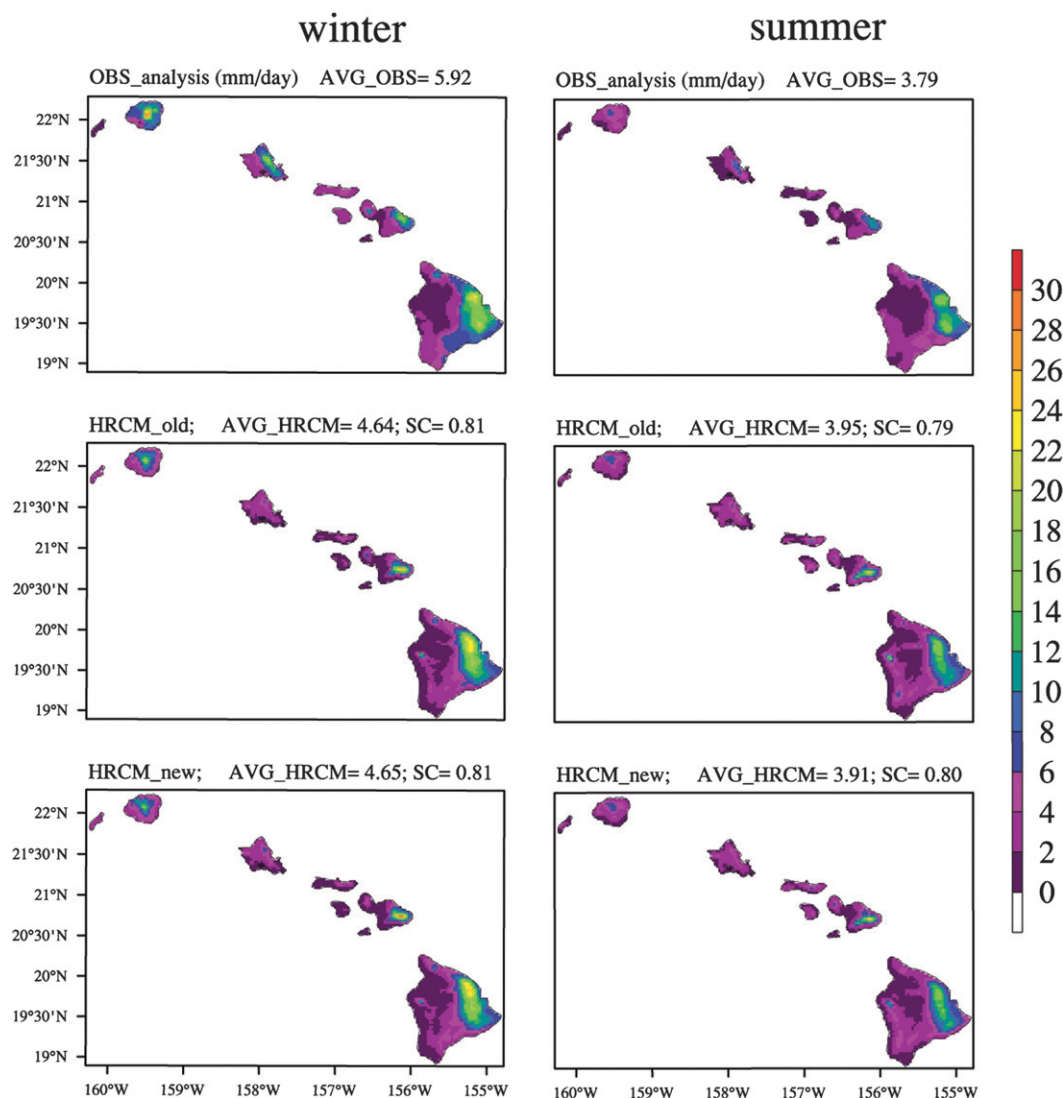 winter
summer
OBS_analysis (mm/day) AVG_OBS= 5.92
OBS_analysis (mm/day) AVG_OBS= 3.79
22°N
21°30'N
21°N
20°30'N
20°N
19°30'N
19°N
HRCM_old; AVG_HRCM= 4.64; SC= 0.81
HRCM_old; AVG_HRCM= 3.95; SC= 0.79
22°N
21°30'N
21°N
20°30'N
20°N
19°30'N
19°N
HRCM_new; AVG_HRCM= 4.65; SC= 0.81
HRCM_new; AVG_HRCM= 3.91; SC= 0.80
22°N
21°30'N
21°N
20°30'N
20°N
19°30'N
19°N
160°W 159°W 158°W 157°W 156°W 155°W
160°W 159°W 158°W 157°W 156°W 155°W
30
28
26
24
22
20
18
16
14
12
10
8
6
4
2
0